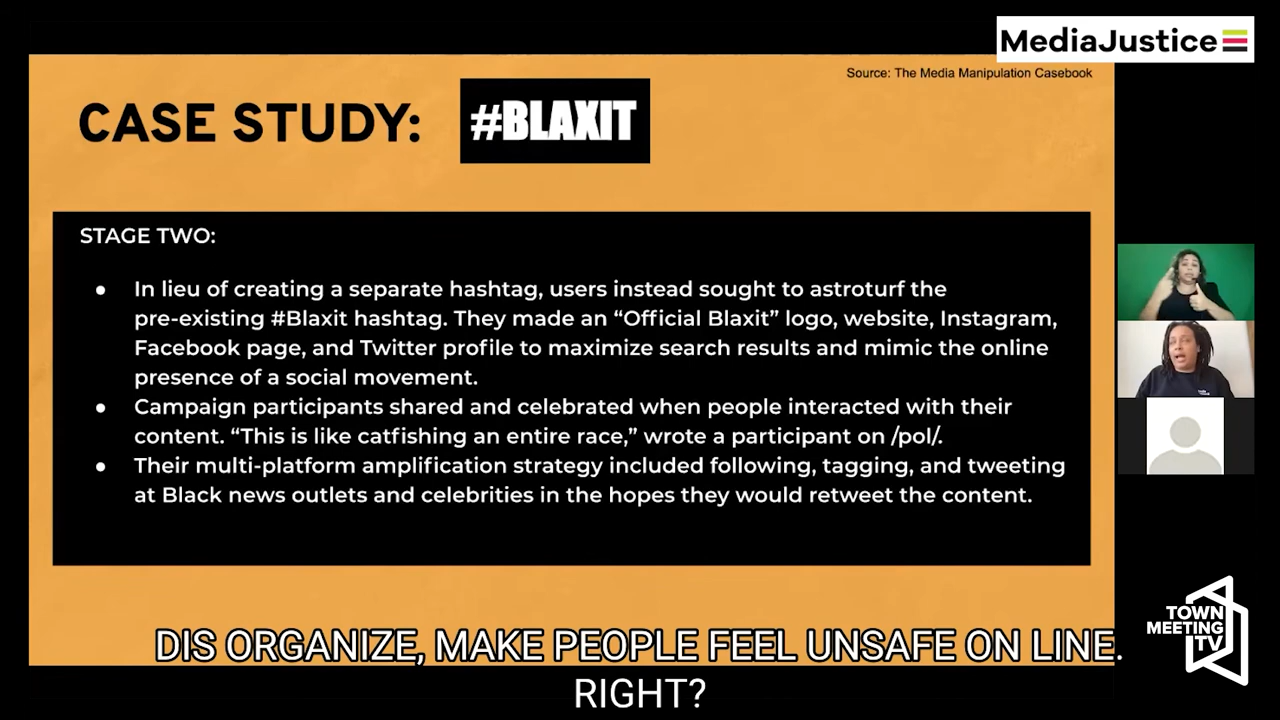 MediaJustice
Source: The Media Manipulation Casebook
CASE STUDY:
#BLAXIT
STAGE TWO:
● In lieu of creating a separate hashtag, users instead sought to astroturf the
pre-existing #Blaxit hashtag. They made an “Official Blaxit” logo, website, Instagram,
Facebook page, and Twitter profile to maximize search results and mimic the online
presence of a social movement.
● Campaign participants shared and celebrated when people interacted with their
content. “This is like catfishing an entire race,” wrote a participant on /pol/.
● Their multi-platform amplification strategy included following, tagging, and tweeting
at Black news outlets and celebrities in the hopes they would retweet the content.
DIS ORGANIZE, MAKE PEOPLE FEEL UNSAFE ON LINE.
RIGHT?
TOWN
MEETING
TV